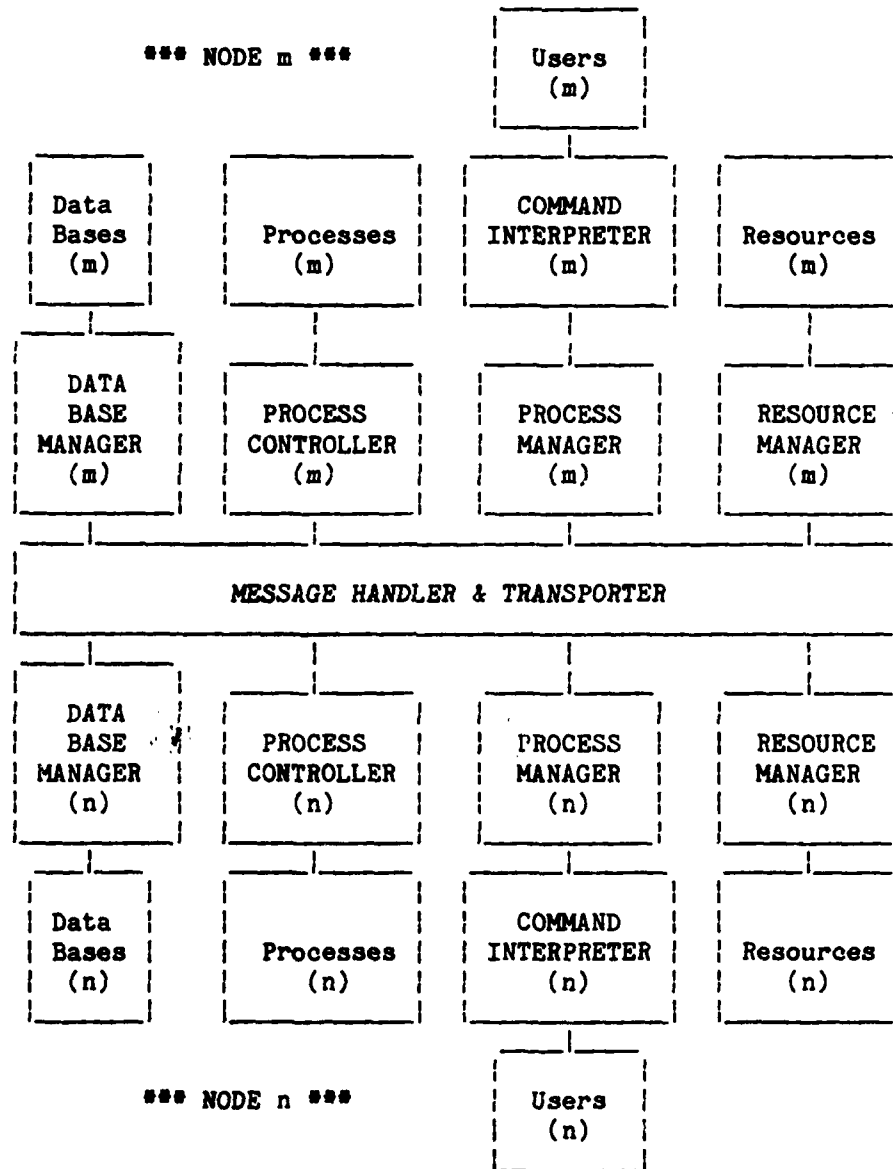 *** NODE m ***
Users
(m)
Data
Bases
(m)
Processes
(m)
COMMAND
INTERPRETER
(m)
Resources
(m)
DATA
BASE
MANAGER
(m)
PROCESS
CONTROLLER
(m)
PROCESS
MANAGER
(m)
RESOURCE
MANAGER
(m)
MESSAGE HANDLER & TRANSPORTER
DATA
BASE
MANAGER
(n)
PROCESS
CONTROLLER
(n)
PROCESS
MANAGER
(n)
RESOURCE
MANAGER
(n)
Data
Bases
(n)
Processes
(n)
COMMAND
INTERPRETER
(n)
Resources
(n)
*** NODE n ***
Users
(n)